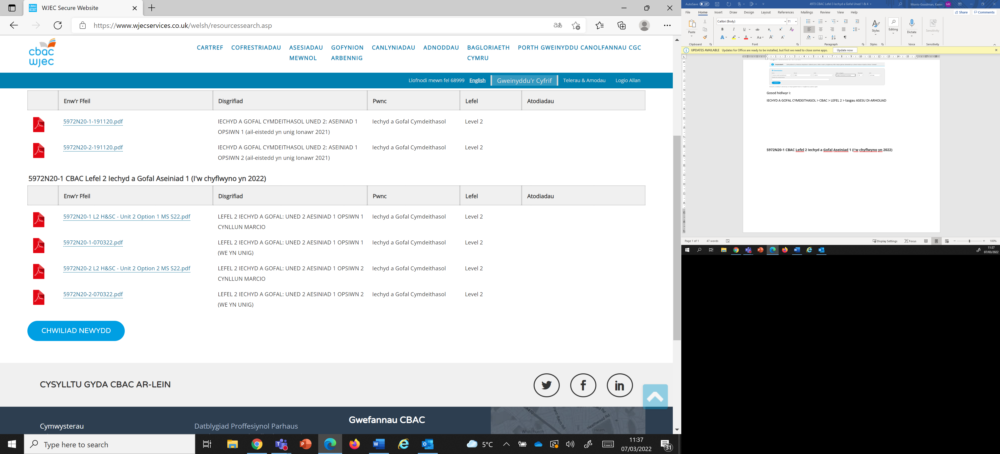 WJEC Secure Website
https://www.wjecservices.co.uk/welsh/resourcessearch.asp
cbac
wjec
CARTREF COFRESTRIADAU ASESIADAU MEWNOL GOFYNION ARBENNIG CANLYNIADAU ADNODDAU BAGLORIAETH CYMRU PORTH GWEINYDDU CANOLFANNAU CGC
Llofnodi mewn fel 68999 English Gweinyddu'r Cyfrif Telerau & Amodau Logio Allan
Enw'r Ffeil Disgrifiad Pwnc Lefel Atodiadau
5972N20-1-191120.pdf IECHYD A GOFAL CYMDEITHASOL UNED 2: ASEINIAD 1 Iechyd a Gofal Cymdeithasol Level 2
OPSIWN 1 (ail-eistedd yn unig Ionawr 2021)
5972N20-2-191120.pdf IECHYD A GOFAL CYMDEITHASOL UNED 2: ASEINIAD 1 Iechyd a Gofal Cymdeithasol Level 2
OPSIWN 2 (ail-eistedd yn unig Ionawr 2021)
5972N20-1 CBAC Lefel 2 Iechyd a Gofal Aseiniad 1 (I'w chyflwyno yn 2022)
Enw'r Ffeil Disgrifiad Pwnc Lefel Atodiadau
5972N20-1 L2 H&SC - Unit 2 Option 1 MS S22.pdf LEFEL 2 IECHYD A GOFAL: UNED 2 AESINIAD 1 OPSIWN 1 Iechyd a Gofal Cymdeithasol Level 2
CYNLLUN MARCIO
5972N20-1-070322.pdf LEFEL 2 IECHYD A GOFAL: UNED 2 AESINIAD 1 OPSIWN 1 Iechyd a Gofal Cymdeithasol Level 2
(WE YN UNIG)
5972N20-2 L2 H&SC - Unit 2 Option 2 MS S22.pdf LEFEL 2 IECHYD A GOFAL: UNED 2 AESINIAD 1 OPSIWN 2 Iechyd a Gofal Cymdeithasol Level 2
CYNLLUN MARCIO
5972N20-2-070322.pdf LEFEL 2 IECHYD A GOFAL: UNED 2 AESINIAD 1 OPSIWN 2 Iechyd a Gofal Cymdeithasol Level 2
(WE YN UNIG)
CHWILIAD NEWYDD
CYSYLLTU GYDA CBAC AR-LEIN
Gwefannau CBAC
Cymwysterau Datblygiad Proffesiynol Parhaus
Whitchurch Heath
Heathwood Rd
Pant-Bach Rd
A470
Type here to search
5°C
11:37
07/03/2022
31
AutoSave Off 4973 CBAC Lefel 3 Iechyd a Gofal Uned 1 & 4 Morris-Goodman, Karen MK
File Home Insert Draw Design Layout References Mailings Review View Help Share Comments
Calibri (Body) 11
Paste Styles Editing Dictate Sensitivity
Clipboard Font Paragraph Styles Voice Sensitivity
UPDATES AVAILABLE Updates for Office are ready to be installed, but first we need to close some apps. Update now
Gosod hidlwyr i:
IECHYD A GOFAL CYMDEITHASOL > CBAC > LEFEL 2 > tasgau ASESU DI-ARHOLIAD
5972N20-1 CBAC Lefel 2 Iechyd a Gofal Aseiniad 1 (I'w chyflwyno yn 2022)
Page 1 of 1 47 words Display Settings Focus 100%
11:37
07/03/2022